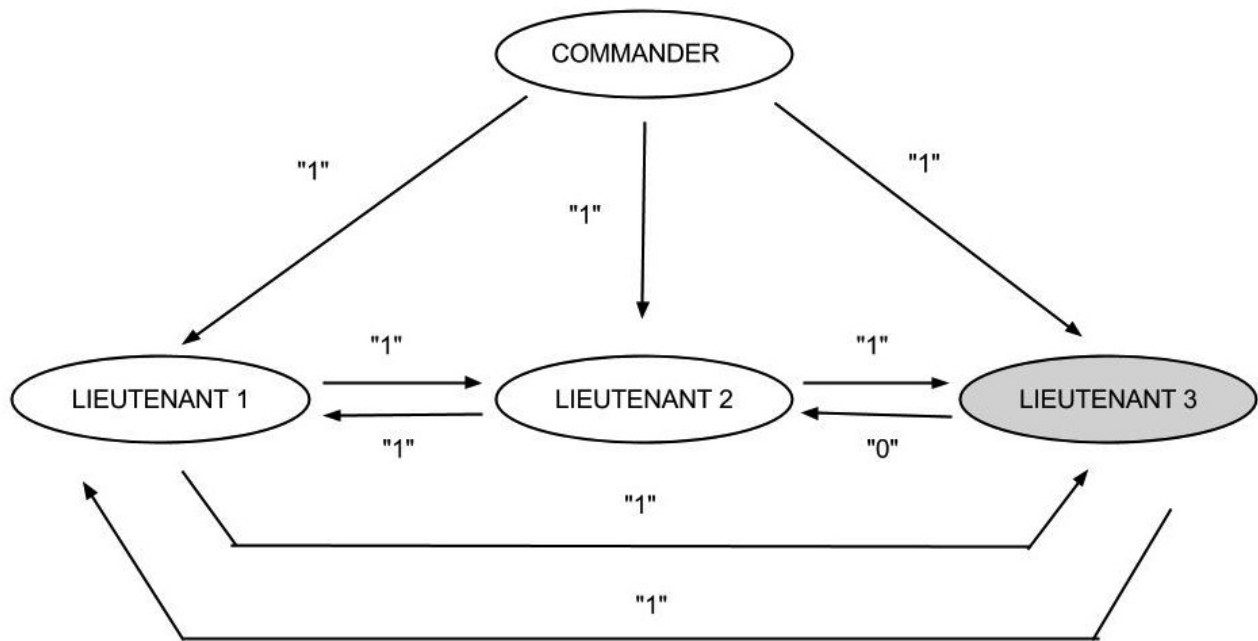 COMMANDER
"1"
"1"
"1"
"1"
"1"
LIEUTENANT 1
LIEUTENANT 2
LIEUTENANT 3
"1"
"0"
"1"
"1"